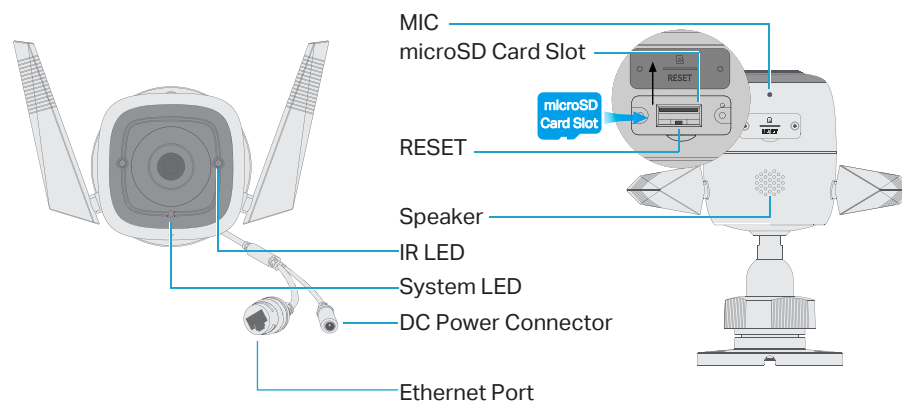 MIC
microSD Card Slot
RESET
microSD
Card Slot
RESET
RESET
Speaker
IR LED
System LED
DC Power Connector
Ethernet Port